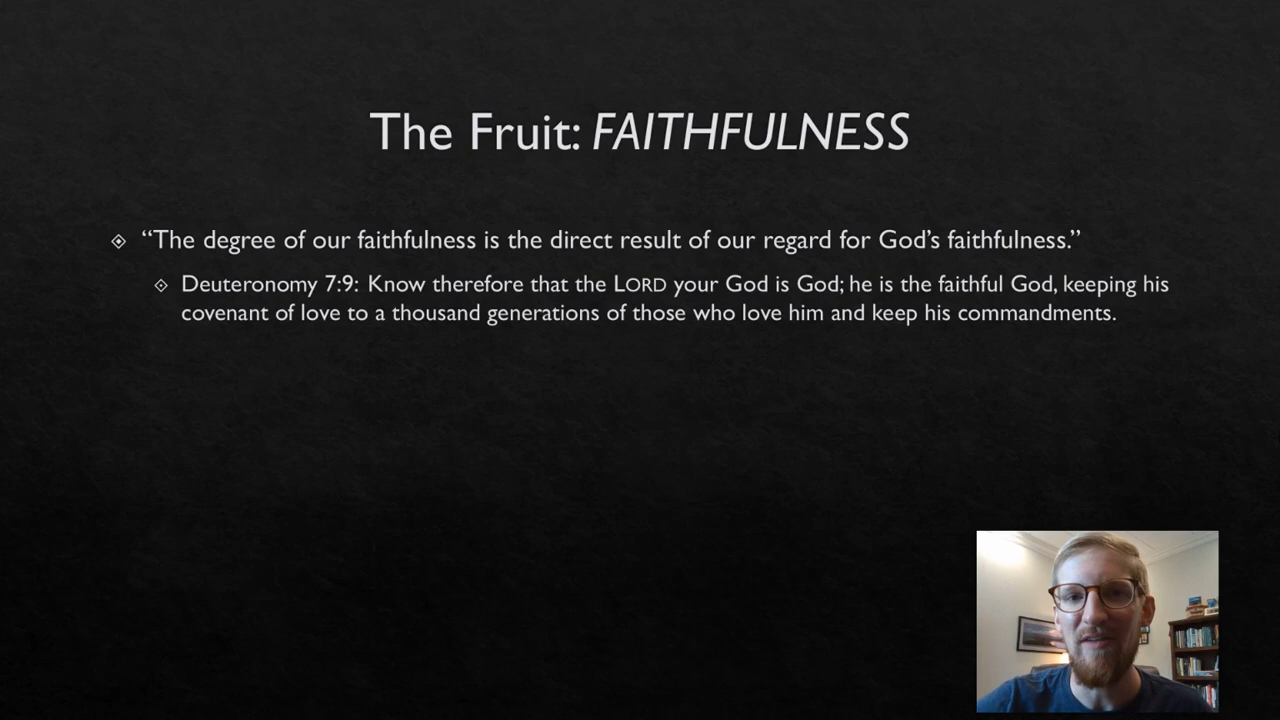 The Fruit: FAITHFULNESS
“The degree of our faithfulness is the direct result of our regard for God’s faithfulness.”
Deuteronomy 7:9: Know therefore that the LORD your God is God; he is the faithful God, keeping his
covenant of love to a thousand generations of those who love him and keep his commandments.